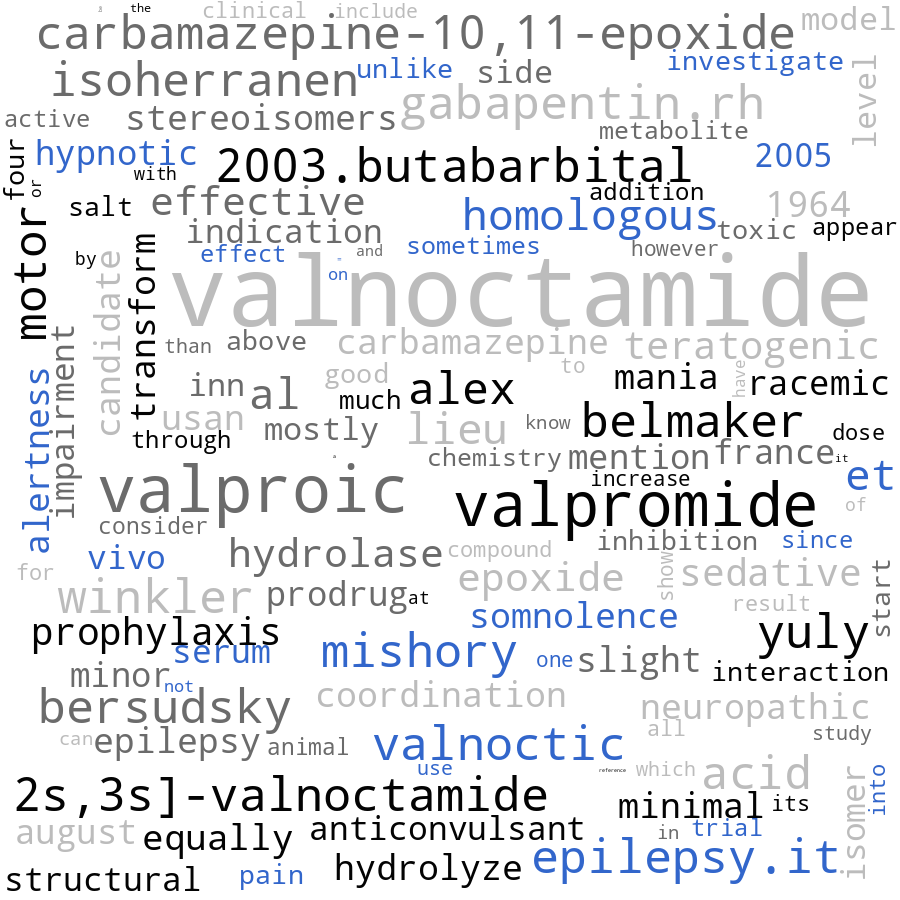 clinical include
the
carbamazepine-10,11-epoxide model
isoherranen unlike side investigate level
active stereoisomers gabapentin.rh
metabolite
hypnotic 2003.butabarbital 2005
four or with addition
salt effective homologous 1964
motor indication toxic appear
effect sometimes however
by and on
valnoctamide
candidate transform
than above carbamazepine teratogenic
impairment inn al good to have
much alex mania racemic
usan mostly lieu know belmaker dose
through chemistry mention france it
alertness valproic increase et
valpromide of
consider inhibition since
vivo hydrolase compound
for epoxide show sedative start
winkler prodrug at result
prophylaxis somnolence yuly
serum mishory one slight
minor not interaction
bersudsky coordination neuropathic
can epilepsy animal valnoctic all study
use reference which acid
2s,3s]-valnoctamide minimal its isomer into
august equally anticonvulsant in trial
structural pain hydrolyze epilepsy.it